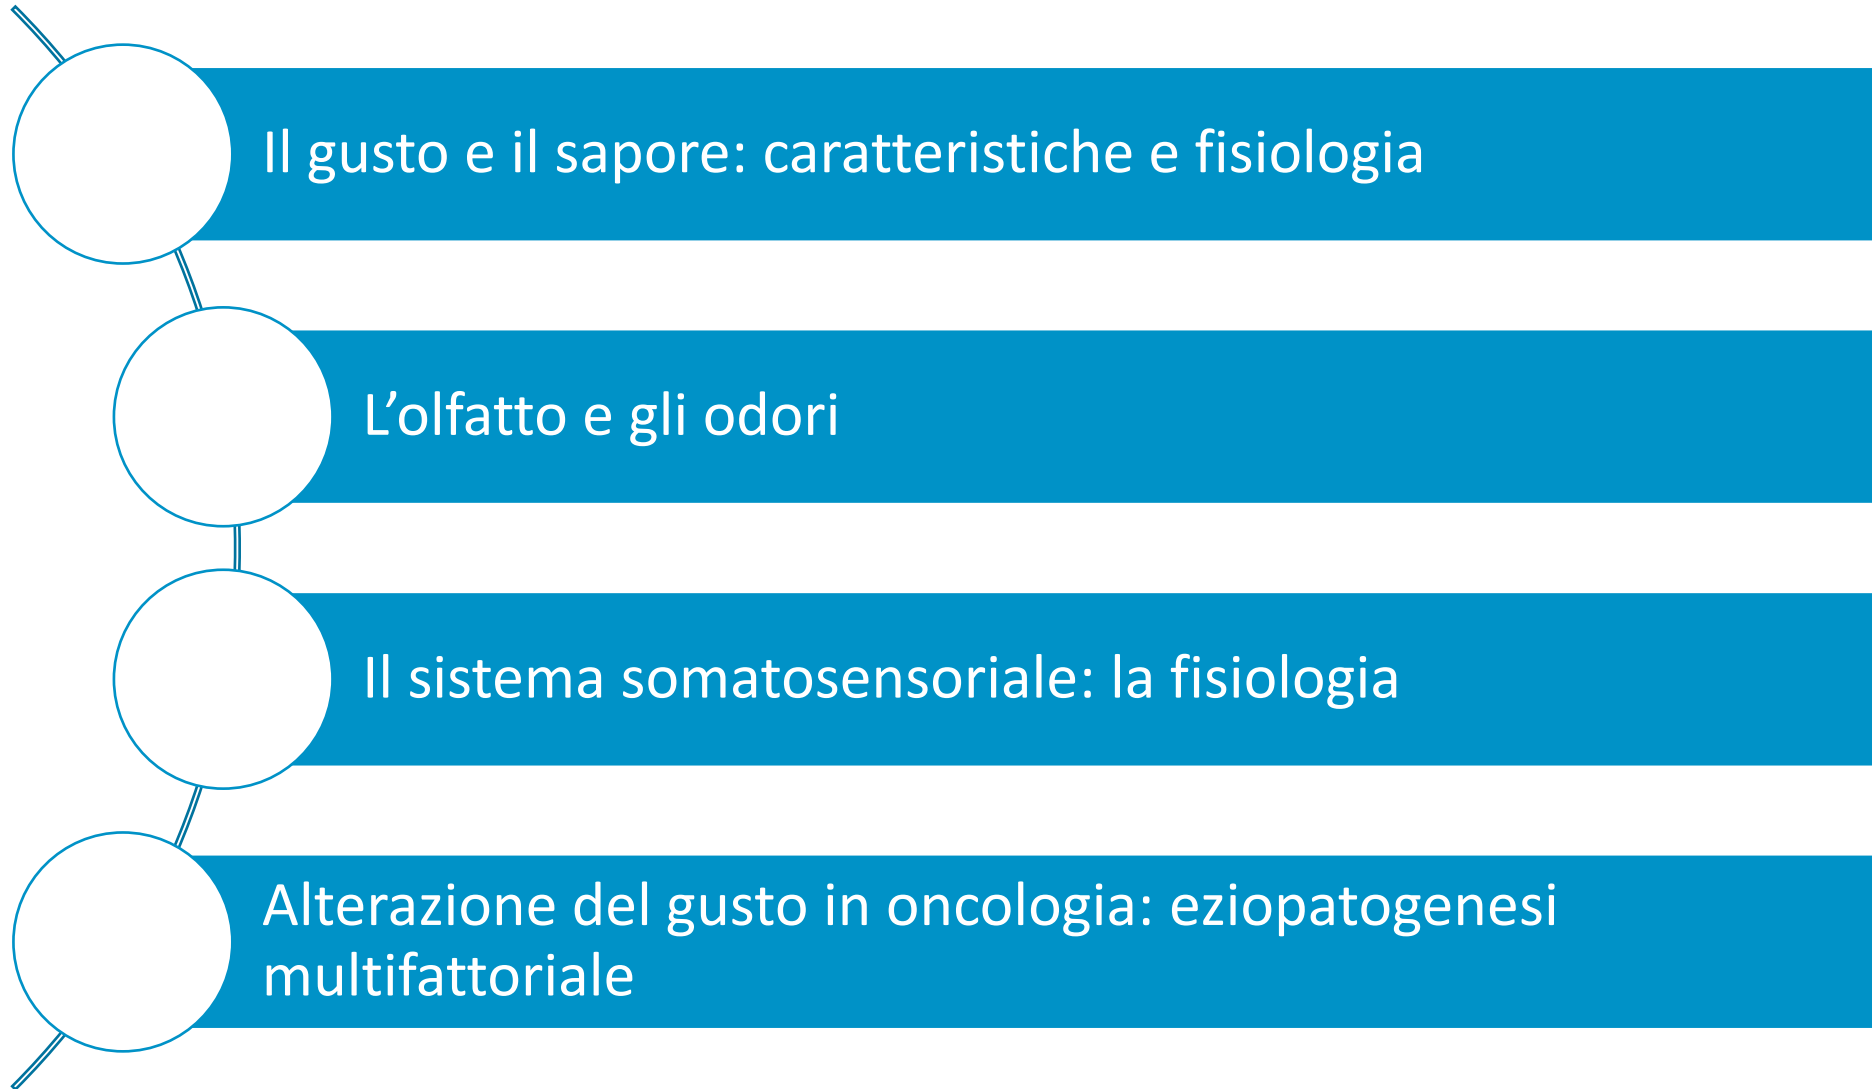 Il gusto e il sapore: caratteristiche e fisiologia
L’olfatto e gli odori
Il sistema somatosensoriale: la fisiologia
Alterazione del gusto in oncologia: eziopatogenesi
multifattoriale